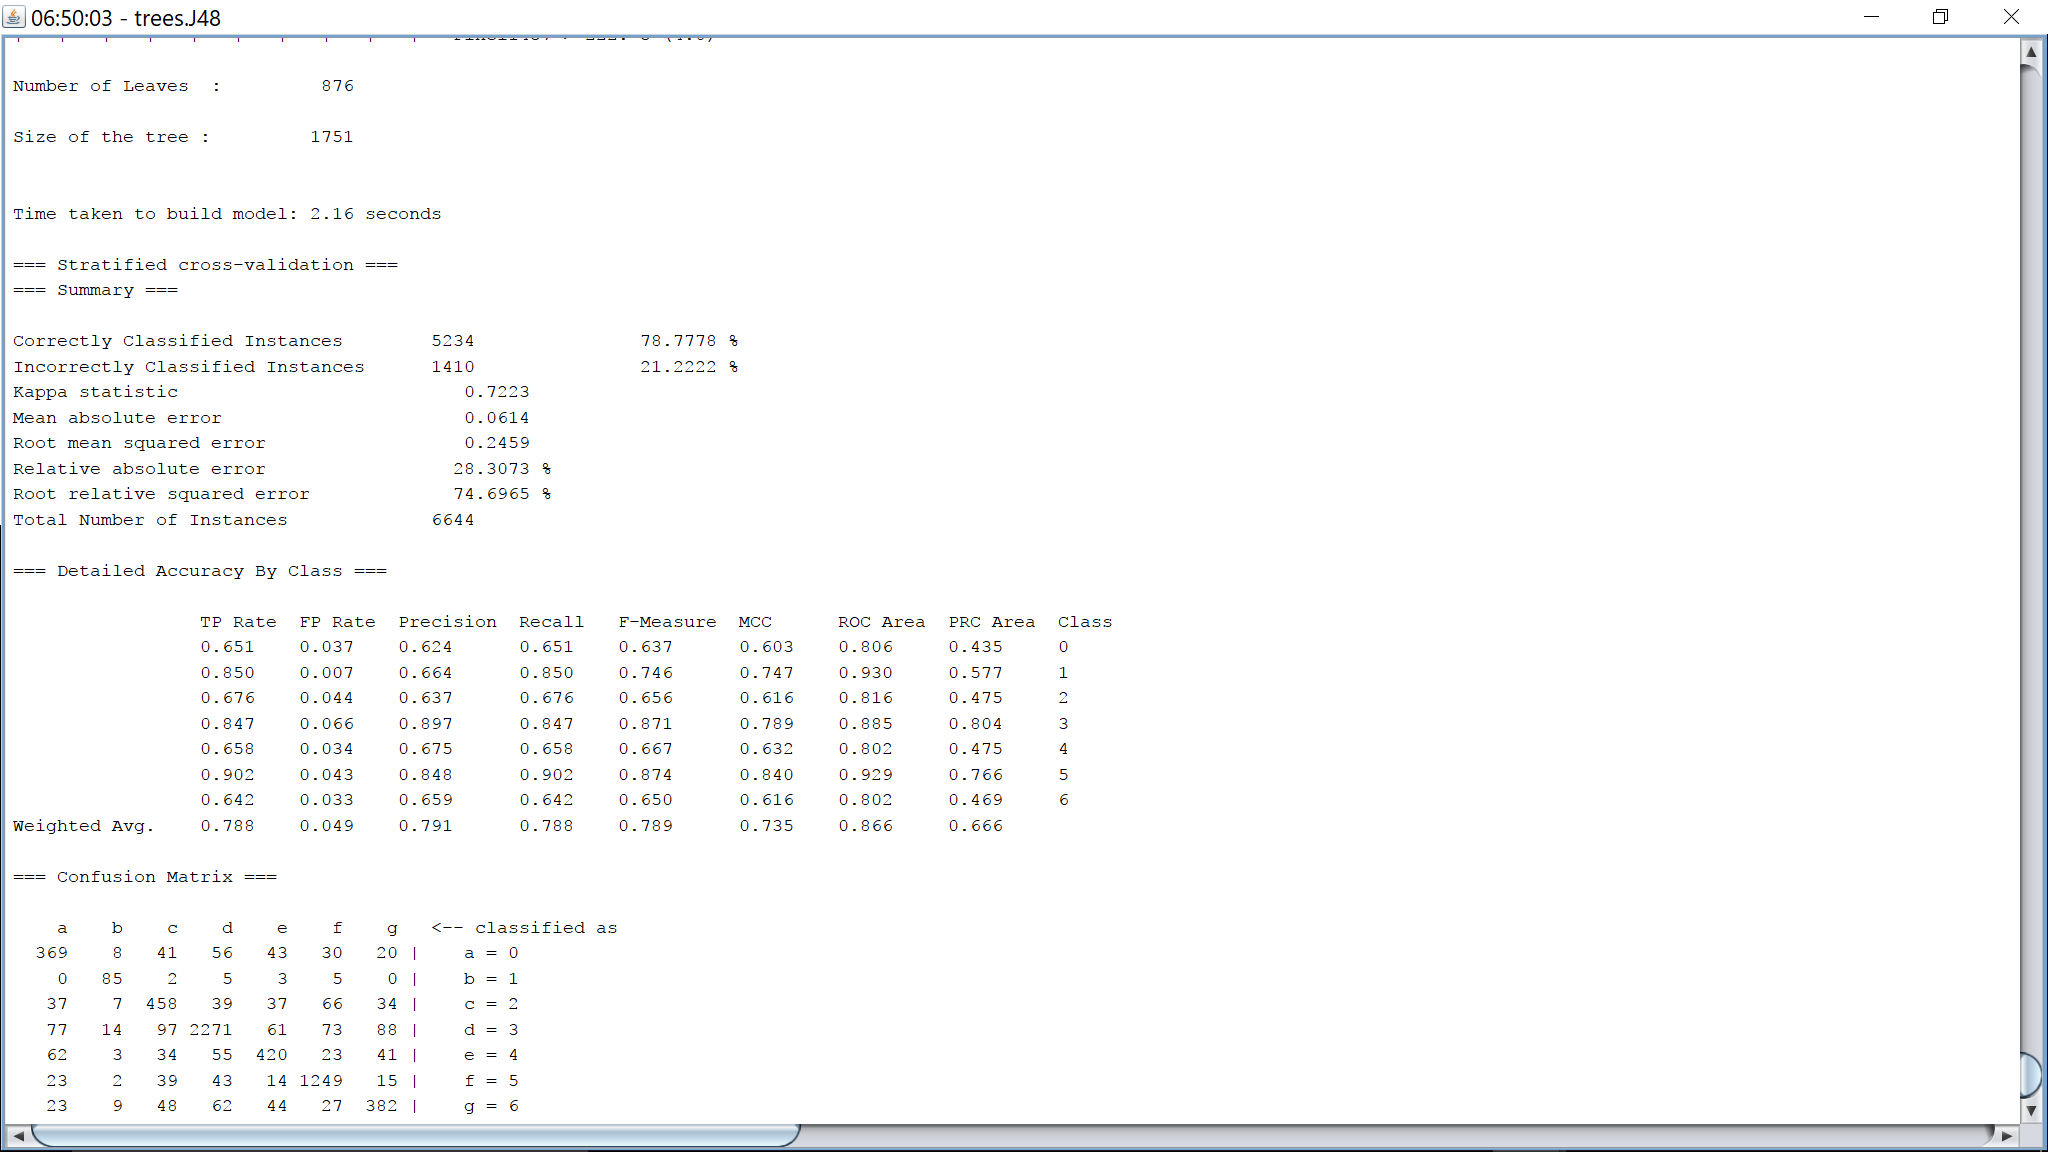 06:50:03 - trees.J48
Number of Leaves  :         876
Size of the tree :         1751
Time taken to build model: 2.16 seconds
=== Stratified cross-validation ===
=== Summary ===
Correctly Classified Instances        5234               78.7778 %
Incorrectly Classified Instances      1410               21.2222 %
Kappa statistic                          0.7223
Mean absolute error                      0.0614
Root mean squared error                  0.2459
Relative absolute error                 28.3073 %
Root relative squared error             74.6965 %
Total Number of Instances             6644
=== Detailed Accuracy By Class ===
                 TP Rate  FP Rate  Precision  Recall   F-Measure  MCC      ROC Area  PRC Area  Class
                 0.651    0.037    0.624      0.651    0.637      0.603    0.806     0.435     0
                 0.850    0.007    0.664      0.850    0.746      0.747    0.930     0.577     1
                 0.676    0.044    0.637      0.676    0.656      0.616    0.816     0.475     2
                 0.847    0.066    0.897      0.847    0.871      0.789    0.885     0.804     3
                 0.658    0.034    0.675      0.658    0.667      0.632    0.802     0.475     4
                 0.902    0.043    0.848      0.902    0.874      0.840    0.929     0.766     5
                 0.642    0.033    0.659      0.642    0.650      0.616    0.802     0.469     6
Weighted Avg.    0.788    0.049    0.791      0.788    0.789      0.735    0.866     0.666
=== Confusion Matrix ===
    a    b    c    d    e    f    g   <-- classified as
  369    8   41   56   43   30   20 |    a = 0
    0   85    2    5    3    5    0 |    b = 1
   37    7  458   39   37   66   34 |    c = 2
   77   14   97 2271   61   73   88 |    d = 3
   62    3   34   55  420   23   41 |    e = 4
   23    2   39   43   14 1249   15 |    f = 5
   23    9   48   62   44   27  382 |    g = 6